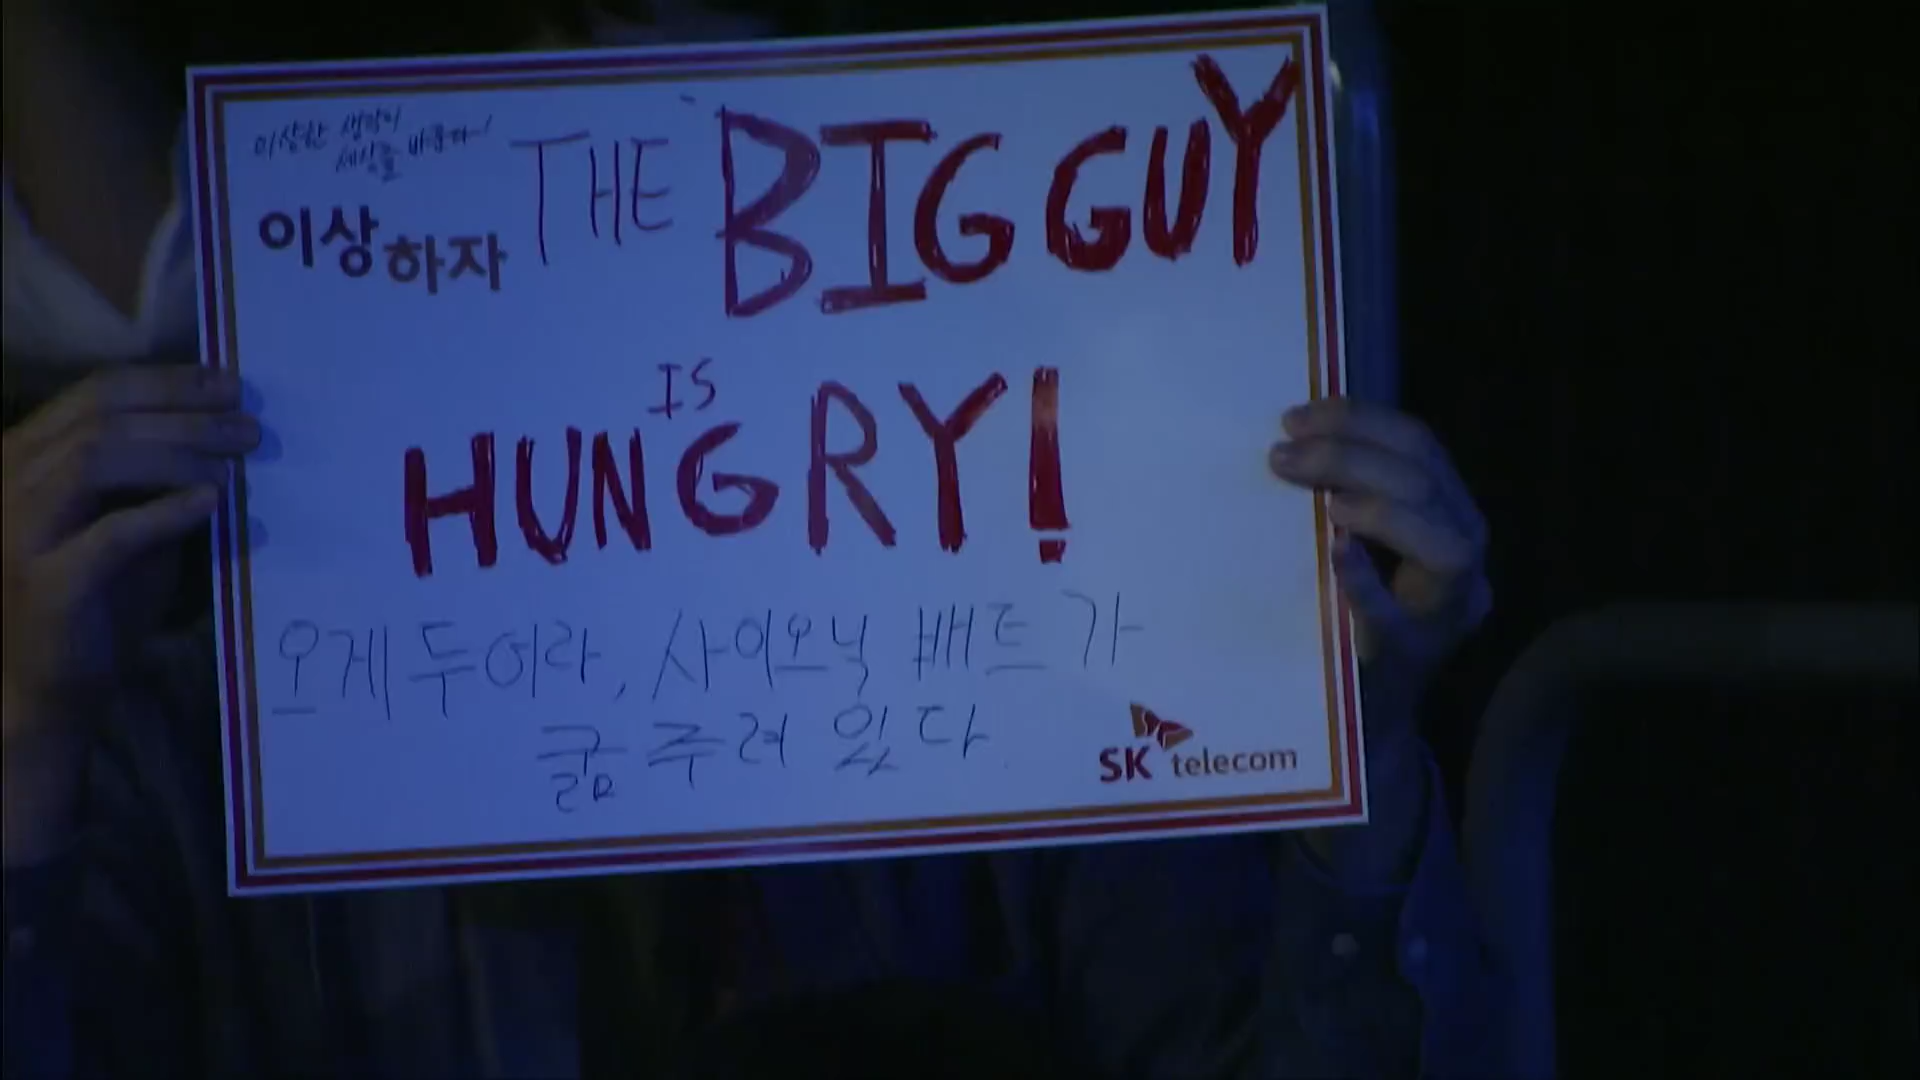 이상한 생각이
세상을 바꾼다-!
이상하자
THE BIG GUY
IS
HUNGRY!
오게 두어라, 사이오닉 배트가
굶주려 있다
SK telecom